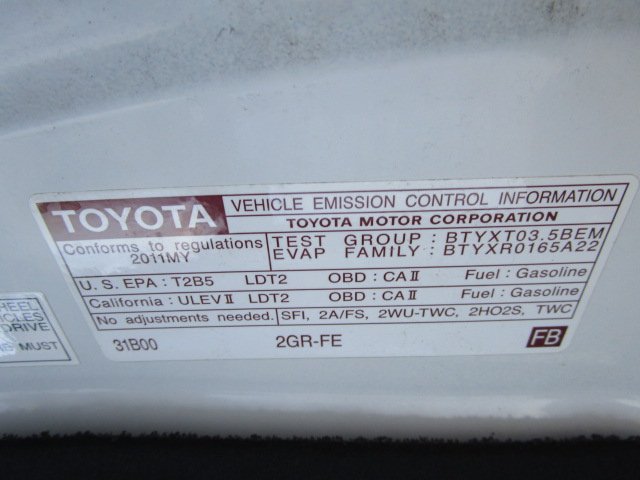 TOYOTA
VEHICLE EMISSION CONTROL INFORMATION
TOYOTA MOTOR CORPORATION
Conforms to regulations
2011MY
TEST GROUP : BTYXT03.5BEM
EVAP FAMILY : BTYXR0165A22
U.S. EPA : T2B5 LDT2 OBD : CAII Fuel : Gasoline
California : ULEVII LDT2 OBD : CAII Fuel : Gasoline
No adjustments needed. SFI, 2A/FS, 2WU-TWC, 2HO2S, TWC
31B00 2GR-FE FB
DRIVE
MUST